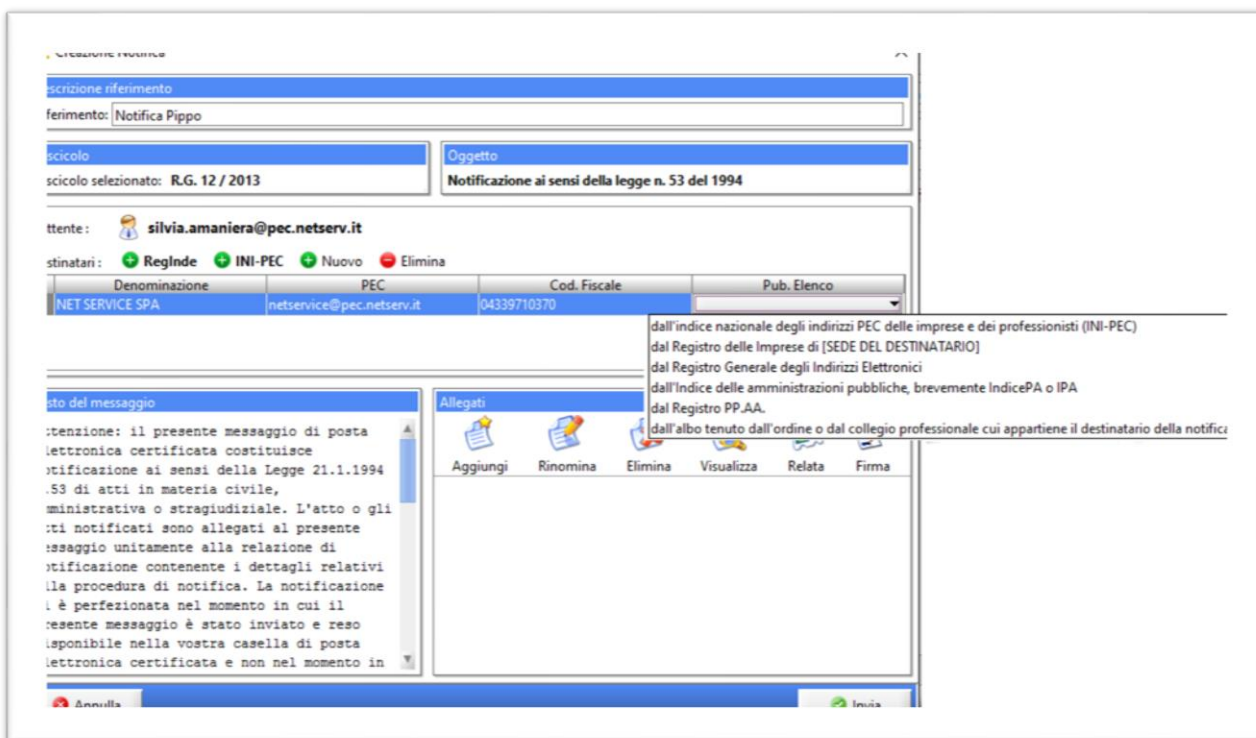 Creazione Notifica
escrizione riferimento
ferimento: Notifica Pippo
scicolo
scicolo selezionato: R.G. 12 / 2013
Oggetto
Notificazione ai sensi della legge n. 53 del 1994
ttente : silvia.amaniera@pec.netserv.it
stinatari : RegInde INI-PEC Nuovo Elimina
Denominazione PEC Cod. Fiscale Pub. Elenco
NET SERVICE SPA netservice@pec.netserv.it 04339710370
dall'indice nazionale degli indirizzi PEC delle imprese e dei professionisti (INI-PEC)
dal Registro delle Imprese di [SEDE DEL DESTINATARIO]
dal Registro Generale degli Indirizzi Elettronici
dall'Indice delle amministrazioni pubbliche, brevemente IndicePA o IPA
dal Registro PP.AA.
dall'albo tenuto dall'ordine o dal collegio professionale cui appartiene il destinatario della notifica
sto del messaggio
ttenzione: il presente messaggio di posta
lettronica certificata costituisce
otificazione ai sensi della Legge 21.1.1994
.53 di atti in materia civile,
mministrativa o stragiudiziale. L'atto o gli
tti notificati sono allegati al presente
essaggio unitamente alla relazione di
otificazione contenente i dettagli relativi
lla procedura di notifica. La notificazione
i è perfezionata nel momento in cui il
resente messaggio è stato inviato e reso
isponibile nella vostra casella di posta
lettronica certificata e non nel momento in
Allegati
Aggiungi Rinomina Elimina Visualizza Relata Firma
Annulla
Invia